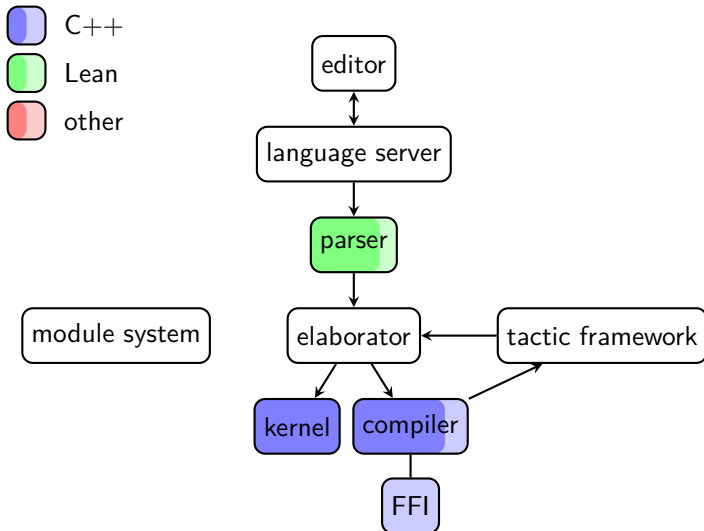 C++
Lean
other
editor
language server
parser
module system
elaborator
tactic framework
kernel
compiler
FFI